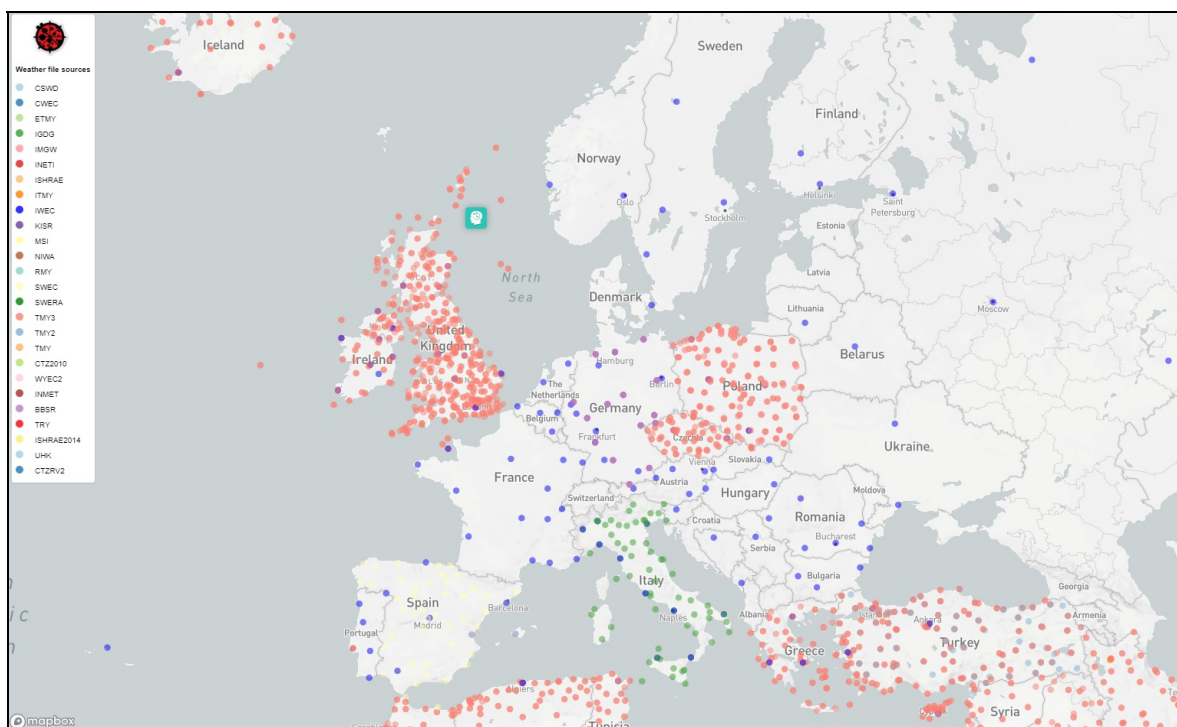 Weather file sources
CSWD
CWEC
ETMY
IGDG
IMGW
INETI
ISHRAE
ITMY
IWEC
KISR
MSI
NIWA
RMY
SWEC
SWERA
TMY3
TMY2
TMY
CTZ2010
WYEC2
INMET
BBSR
TRY
ISHRAE2014
UHK
CTZRV2
Iceland
Sweden
Finland
Norway
Oslo
Helsinki
Saint
Petersburg
Stockholm
Estonia
North
Sea
Latvia
Denmark
Lithuania
Moscow
United
Kingdom
Ireland
Belarus
Hamburg
The
Netherlands
Berlin
Poland
Germany
Belgium
London
Frankfurt
Czechia
Ukraine
Slovakia
Vienna
France
Austria
Switzerland
Hungary
Moldova
Romania
Croatia
Bucharest
Serbia
Italy
Bulgaria
Georgia
Spain
Barcelona
Albania
Istanbul
Armenia
Naples
Ankara
Portugal
Madrid
Turkey
Greece
Algiers
Tunisia
Cyprus
Syria
ic
mapbox